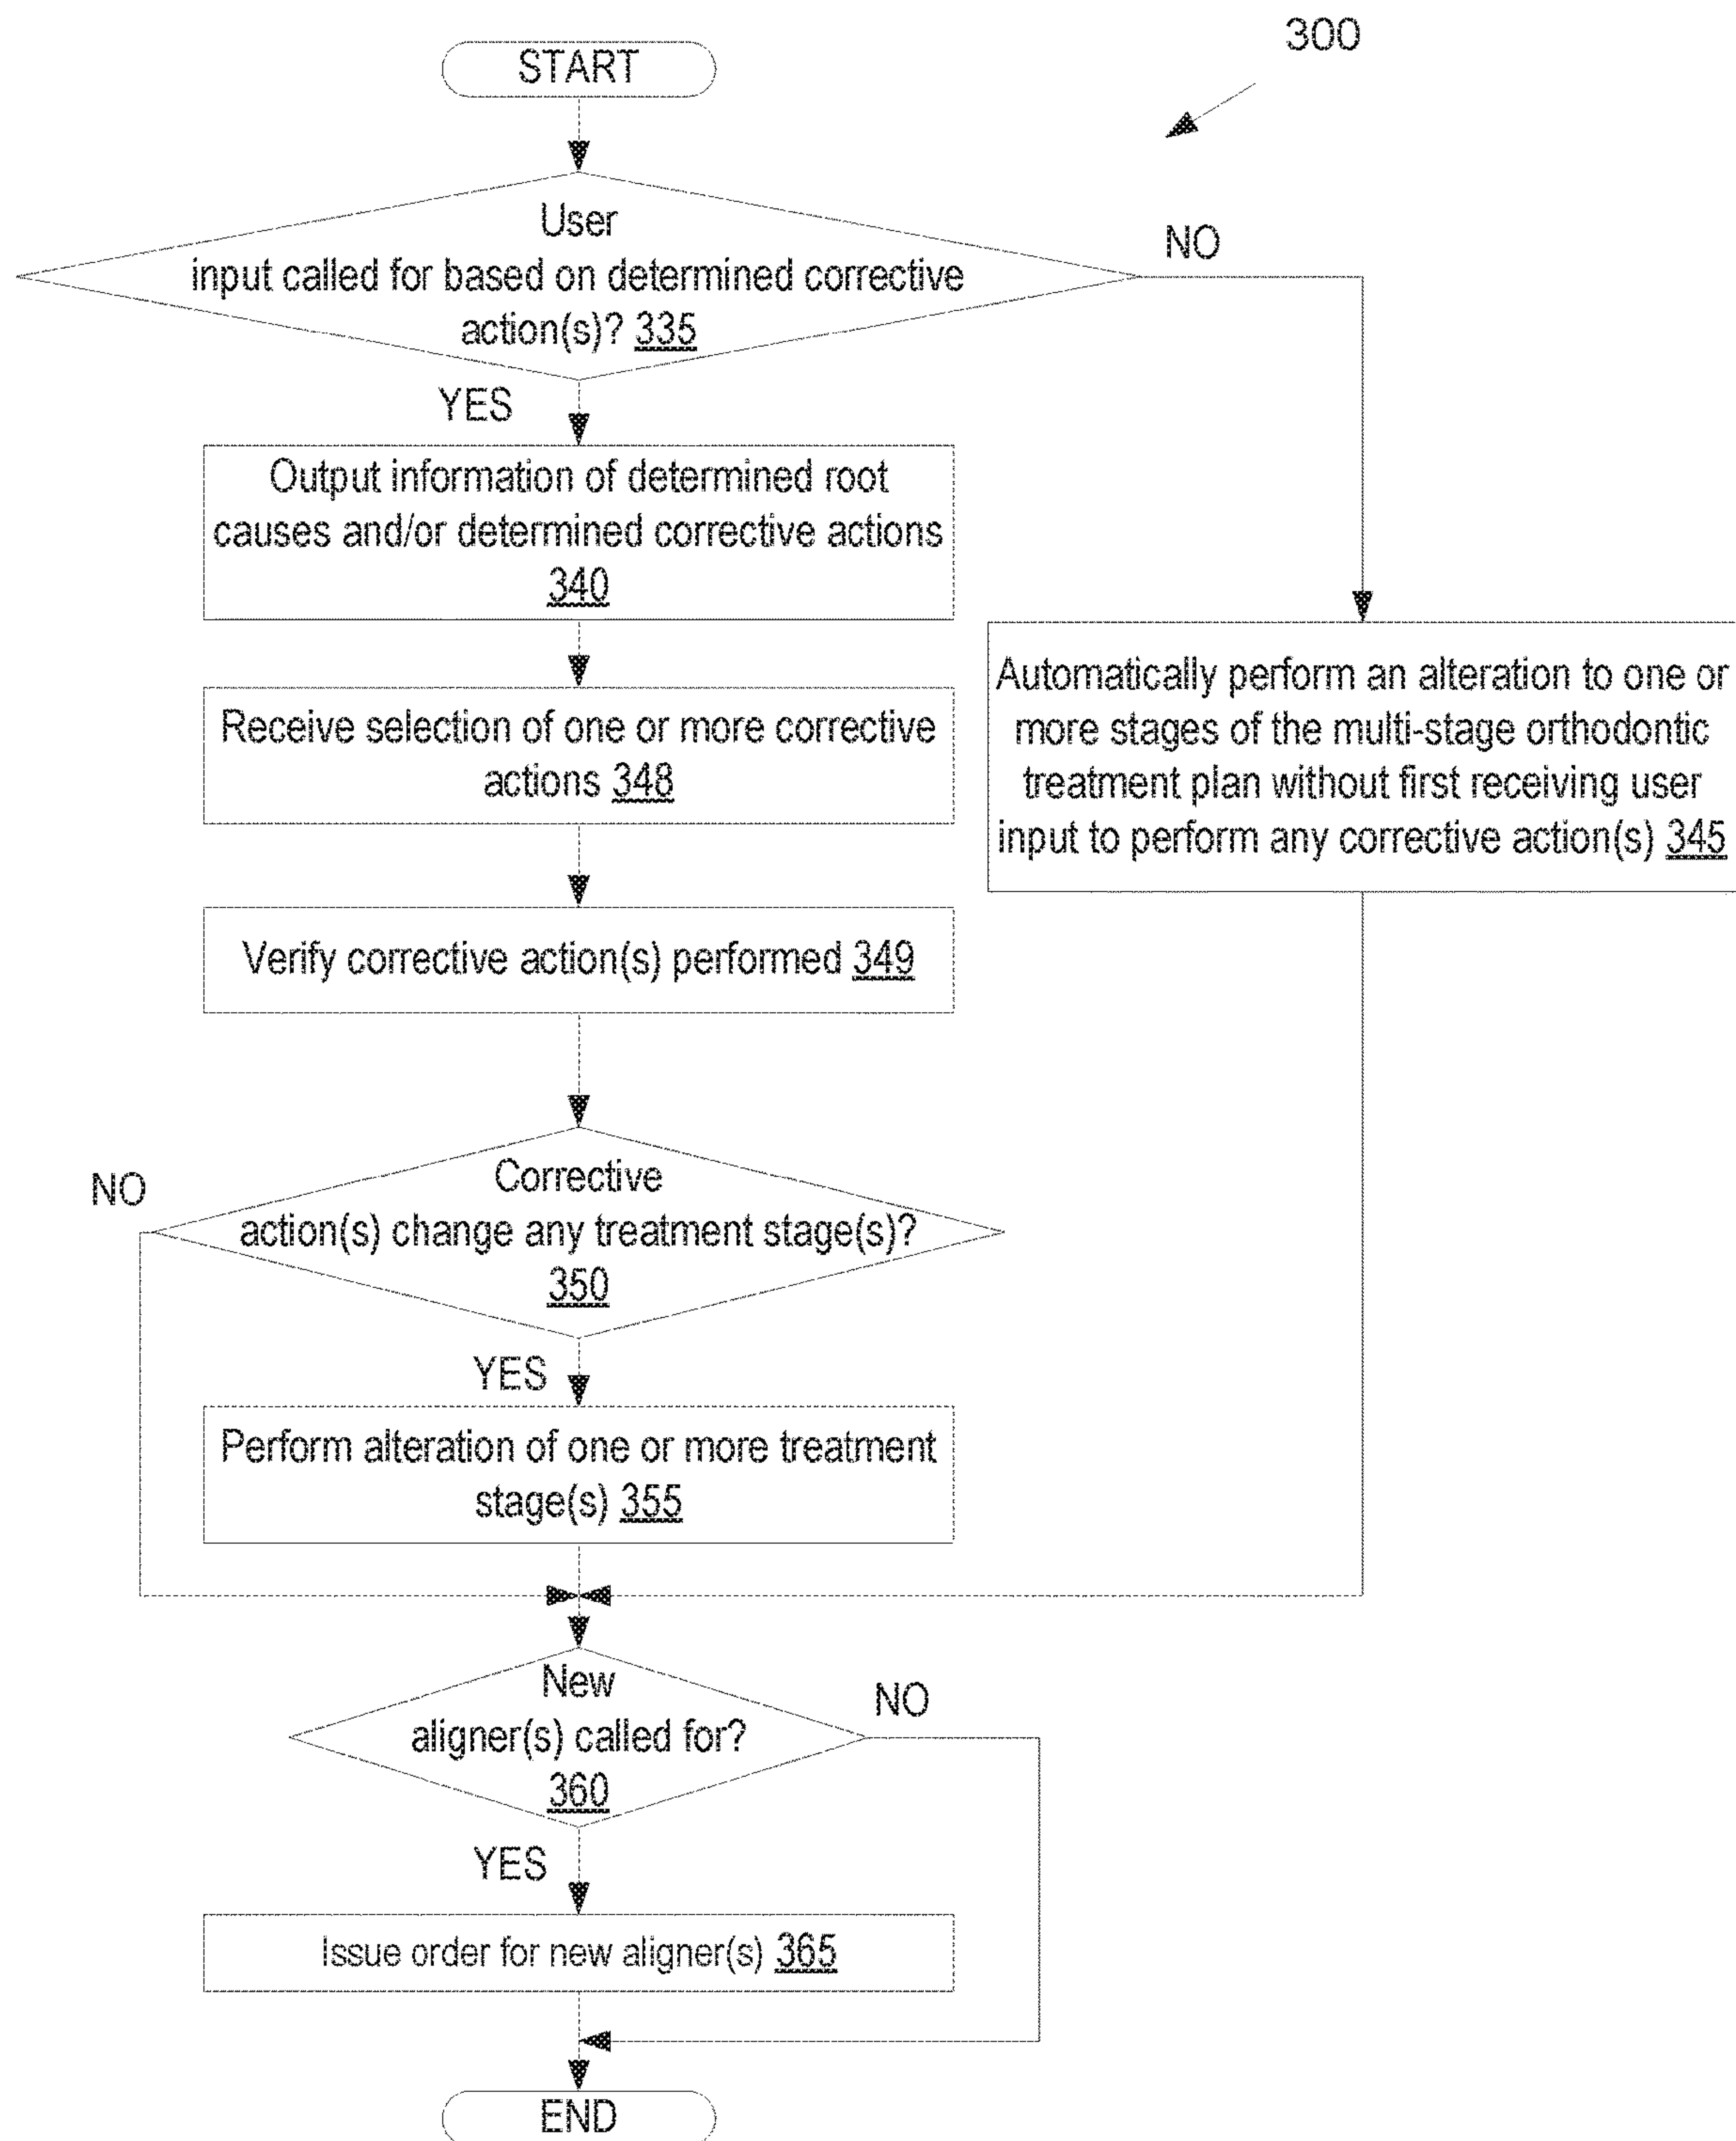 300
START
User
input called for based on determined corrective
action(s)? 335
NO
YES
Output information of determined root
causes and/or determined corrective actions
340
Receive selection of one or more corrective
actions 348
Automatically perform an alteration to one or
more stages of the multi-stage orthodontic
treatment plan without first receiving user
input to perform any corrective action(s) 345
Verify corrective action(s) performed 349
NO
Corrective
action(s) change any treatment stage(s)?
350
YES
Perform alteration of one or more treatment
stage(s) 355
New
aligner(s) called for?
360
NO
YES
Issue order for new aligner(s) 365
END